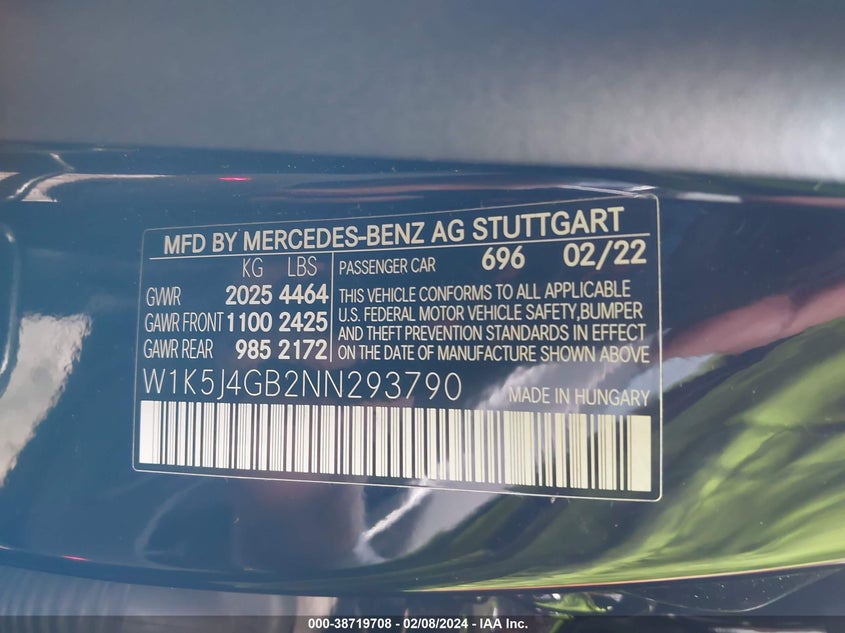 MFD BY MERCEDES-BENZ AG STUTTGART
KG LBS
GVWR 2025 4464
GAWR FRONT 1100 2425
GAWR REAR 985 2172
PASSENGER CAR 696 02/22
THIS VEHICLE CONFORMS TO ALL APPLICABLE
U.S. FEDERAL MOTOR VEHICLE SAFETY,BUMPER
AND THEFT PREVENTION STANDARDS IN EFFECT
ON THE DATE OF MANUFACTURE SHOWN ABOVE
W1K5J4GB2NN293790
MADE IN HUNGARY
000-38719708 - 02/08/2024 - © IAA Inc.